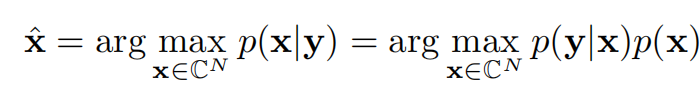 x̂ = arg max_{x∈ℂ^N} p(x|y) = arg max_{x∈ℂ^N} p(y|x)p(x)